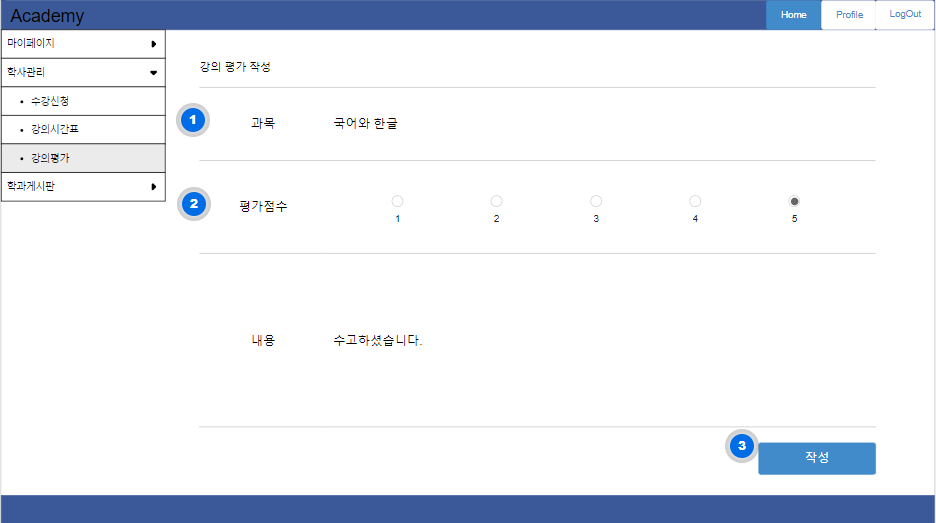 Academy
Home
Profile
LogOut
마이페이지
학사관리
• 수강신청
• 강의시간표
• 강의평가
학과게시판
강의 평가 작성
1
과목
국어와 한글
2
평가점수
1 2 3 4 5
내용
수고하셨습니다.
3
작성